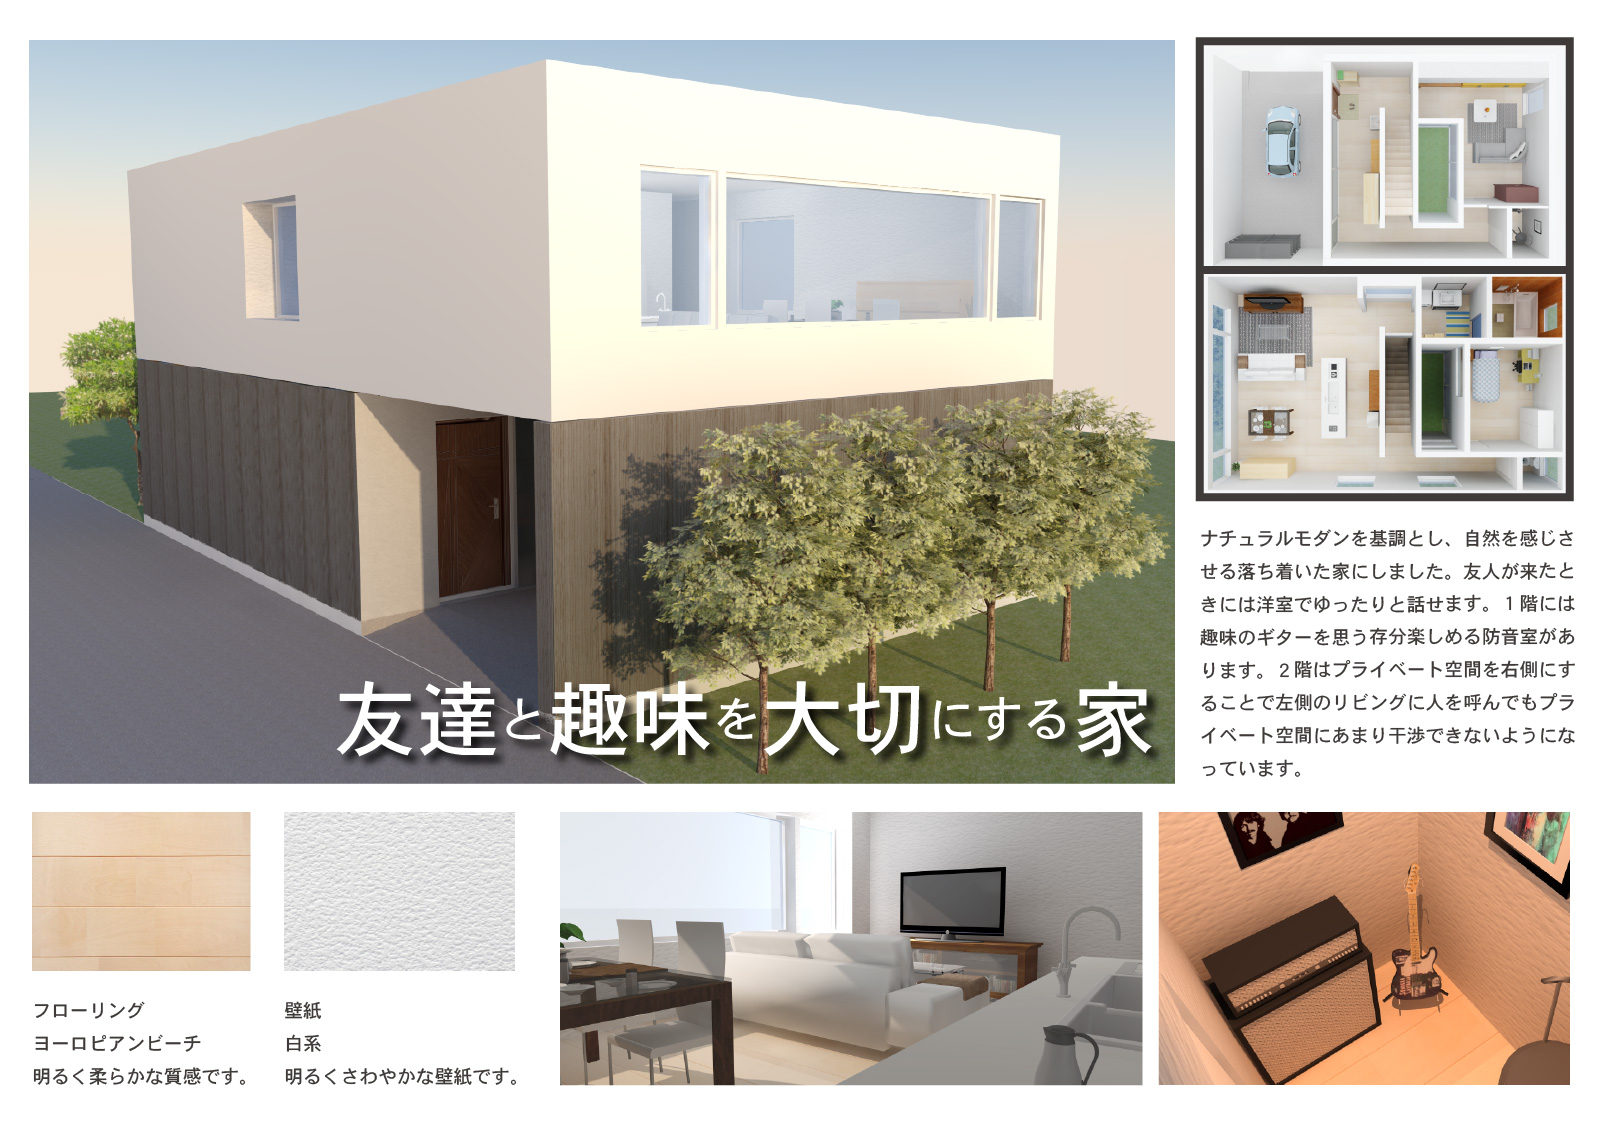 友達と趣味を大切にする家
ナチュラルモダンを基調とし、自然を感じさ
せる落ち着いた家にしました。友人が来たと
きには洋室でゆったりと話せます。１階には
趣味のギターを思う存分楽しめる防音室があ
ります。２階はプライベート空間を右側にす
ることで左側のリビングに人を呼んでもプラ
イベート空間にあまり干渉できないようにな
っています。
フローリング
ヨーロピアンビーチ
明るく柔らかな質感です。
壁紙
白系
明るくさわやかな壁紙です。